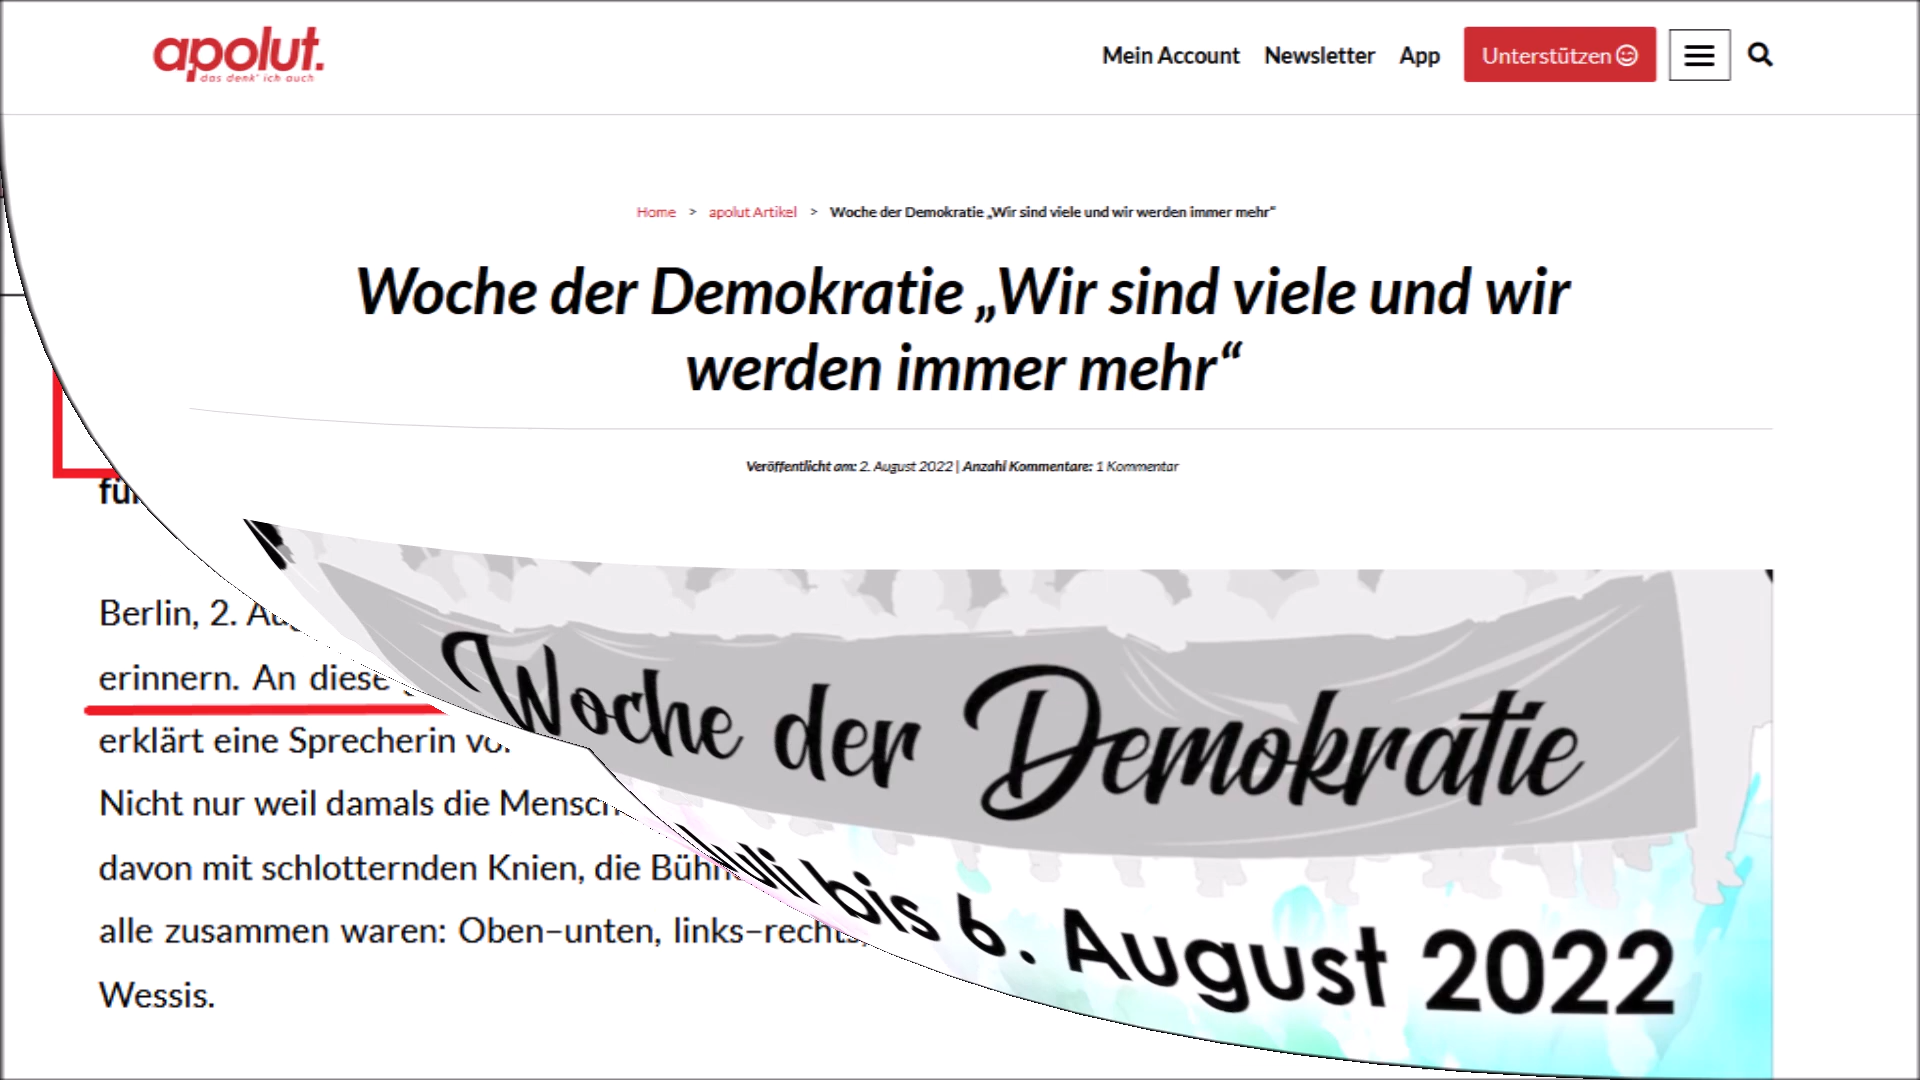 apolut.
das denk' ich auch
Mein Account Newsletter App Unterstützen
Home > apolut Artikel > Woche der Demokratie „Wir sind viele und wir werden immer mehr“
Woche der Demokratie „Wir sind viele und wir
werden immer mehr“
Veröffentlicht am: 2. August 2022 | Anzahl Kommentare: 1 Kommentar
Woche der Demokratie
bis 6. August 2022
Berlin, 2.
erinnern. An diese
erklärt eine Sprecherin
Nicht nur weil damals die
davon mit schlotternden Knien, die
alle zusammen waren: Oben–unten, links–rechts,
Wessis.